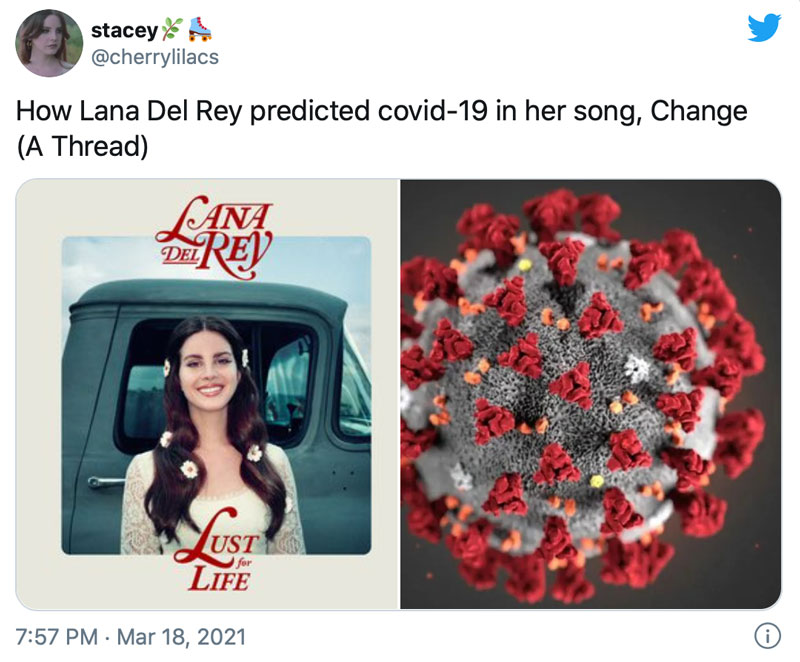 stacey🌿🛼
@cherrylilacs
How Lana Del Rey predicted covid-19 in her song, Change
(A Thread)
LANA
DEL REY
LUST
for
LIFE
7:57 PM · Mar 18, 2021